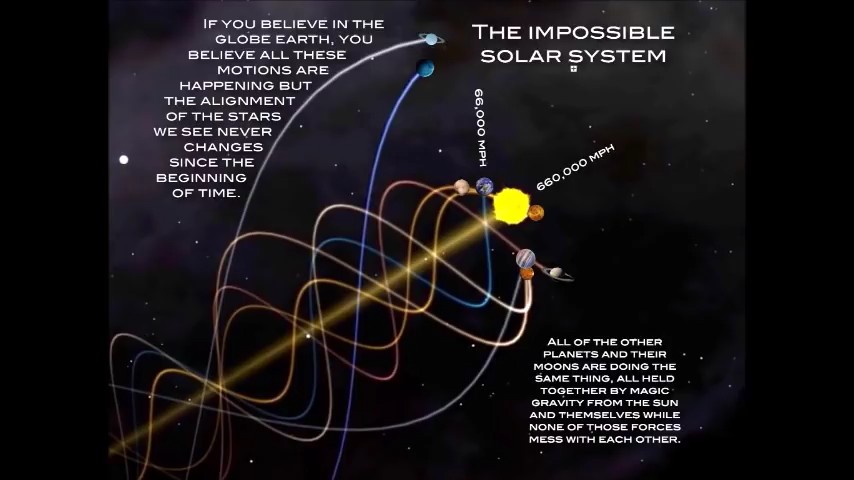 IF YOU BELIEVE IN THE
GLOBE EARTH, YOU
BELIEVE ALL THESE
MOTIONS ARE
HAPPENING BUT
THE ALIGNMENT
OF THE STARS
WE SEE NEVER
CHANGES
SINCE THE
BEGINNING
OF TIME.
THE IMPOSSIBLE
SOLAR SYSTEM
66,000 MPH
660,000 MPH
ALL OF THE OTHER
PLANETS AND THEIR
MOONS ARE DOING THE
SAME THING, ALL HELD
TOGETHER BY MAGIC
GRAVITY FROM THE SUN
AND THEMSELVES WHILE
NONE OF THOSE FORCES
MESS WITH EACH OTHER.